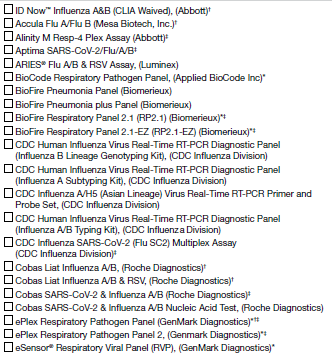 ID Now™ Influenza A&B (CLIA Waived), (Abbott)†
Accula Flu A/Flu B (Mesa Biotech, Inc.)†
Alinity M Resp-4 Plex Assay (Abbott)‡
Aptima SARS-CoV-2/Flu/A/B‡
ARIES® Flu A/B & RSV Assay, (Luminex)
BioCode Respiratory Pathogen Panel, (Applied BioCode Inc)*
BioFire Pneumonia Panel (Biomerieux)
BioFire Pneumonia plus Panel (Biomerieux)
BioFire Respiratory Panel 2.1 (RP2.1) (Biomerieux)*‡
BioFire Respiratory Panel 2.1-EZ (RP2.1-EZ) (Biomerieux)*‡
CDC Human Influenza Virus Real-Time RT-PCR Diagnostic Panel
(Influenza B Lineage Genotyping Kit), (CDC Influenza Division)
CDC Human Influenza Virus Real-Time RT-PCR Diagnostic Panel
(Influenza A Subtyping Kit), (CDC Influenza Division)
CDC Influenza A/H5 (Asian Lineage) Virus Real-Time RT-PCR Primer and
Probe Set, (CDC Influenza Division)
CDC Human Influenza Virus Real-Time RT-PCR Diagnostic Panel
(Influenza A/B Typing Kit), (CDC Influenza Division)
CDC Influenza SARS-CoV-2 (Flu SC2) Multiplex Assay
(CDC Influenza Division)‡
Cobas Liat Influenza A/B, (Roche Diagnostics)†
Cobas Liat Influenza A/B & RSV, (Roche Diagnostics)†
Cobas SARS-CoV-2 & Influenza A/B (Roche Diagnostics)‡
Cobas SARS-CoV-2 & Influenza A/B Nucleic Acid Test, (Roche Diagnostics)
ePlex Respiratory Pathogen Panel (GenMark Diagnostics)*†‡
ePlex Respiratory Pathogen Panel 2, (GenMark Diagnostics)*‡
eSensor® Respiratory Viral Panel (RVP), (GenMark Diagnostics)*